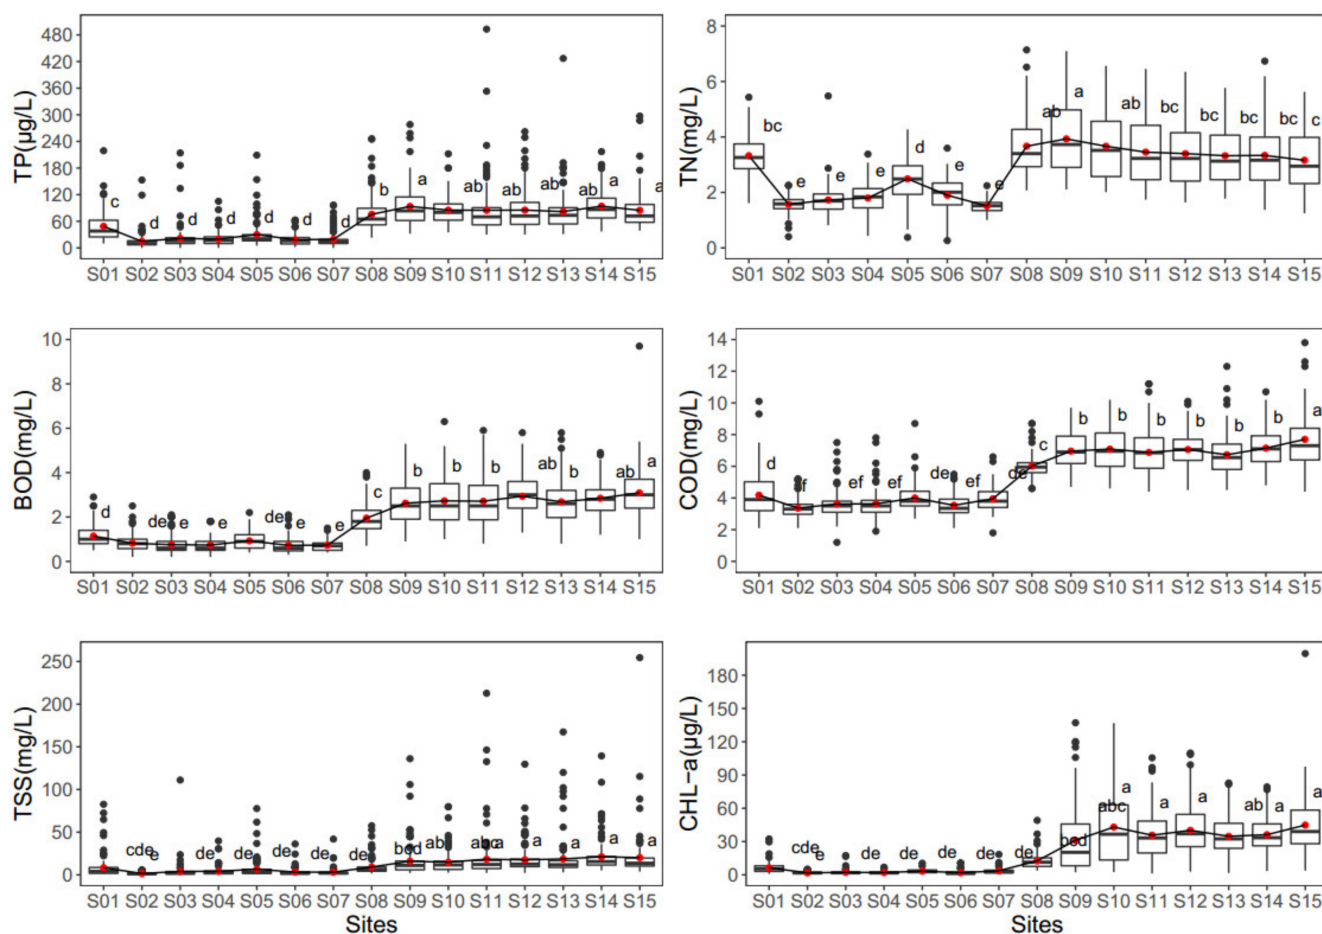 TP(µg/L)
480
420
360
300
240
180
120
60
0
c
d
d
d
d
d
d
b
a
ab
ab
ab
ab
a
a
S01 S02 S03 S04 S05 S06 S07 S08 S09 S10 S11 S12 S13 S14 S15
TN(mg/L)
8
6
4
2
0
bc
e
e
e
d
e
e
ab
a
ab
bc
bc
bc
c
S01 S02 S03 S04 S05 S06 S07 S08 S09 S10 S11 S12 S13 S14 S15
BOD(mg/L)
10
8
6
4
2
0
d
de
e
e
de
e
e
c
b
b
b
ab
b
ab
a
S01 S02 S03 S04 S05 S06 S07 S08 S09 S10 S11 S12 S13 S14 S15
COD(mg/L)
14
12
10
8
6
4
2
0
d
f
ef
ef
de
ef
de
c
b
b
b
b
b
b
a
S01 S02 S03 S04 S05 S06 S07 S08 S09 S10 S11 S12 S13 S14 S15
TSS(mg/L)
250
200
150
100
50
0
cde
e
de
de
de
de
de
de
bcd
abc
abc
a
a
a
a
S01 S02 S03 S04 S05 S06 S07 S08 S09 S10 S11 S12 S13 S14 S15
Sites
CHL-a(µg/L)
180
150
120
90
60
30
0
cde
e
de
de
de
de
de
de
bcd
abc
a
a
a
ab
a
S01 S02 S03 S04 S05 S06 S07 S08 S09 S10 S11 S12 S13 S14 S15
Sites